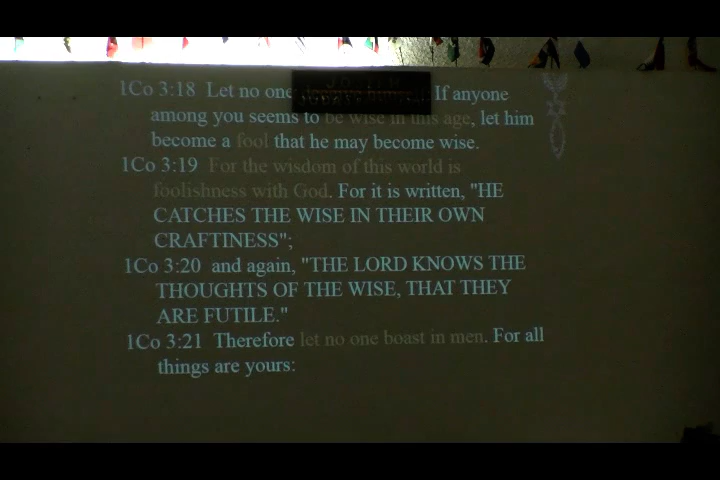 1Co 3:18 Let no one deceive himself. If anyone
among you seems to be wise in this age, let him
become a fool that he may become wise.
1Co 3:19 For the wisdom of this world is
foolishness with God. For it is written, "HE
CATCHES THE WISE IN THEIR OWN
CRAFTINESS";
1Co 3:20 and again, "THE LORD KNOWS THE
THOUGHTS OF THE WISE, THAT THEY
ARE FUTILE."
1Co 3:21 Therefore let no one boast in men. For all
things are yours: